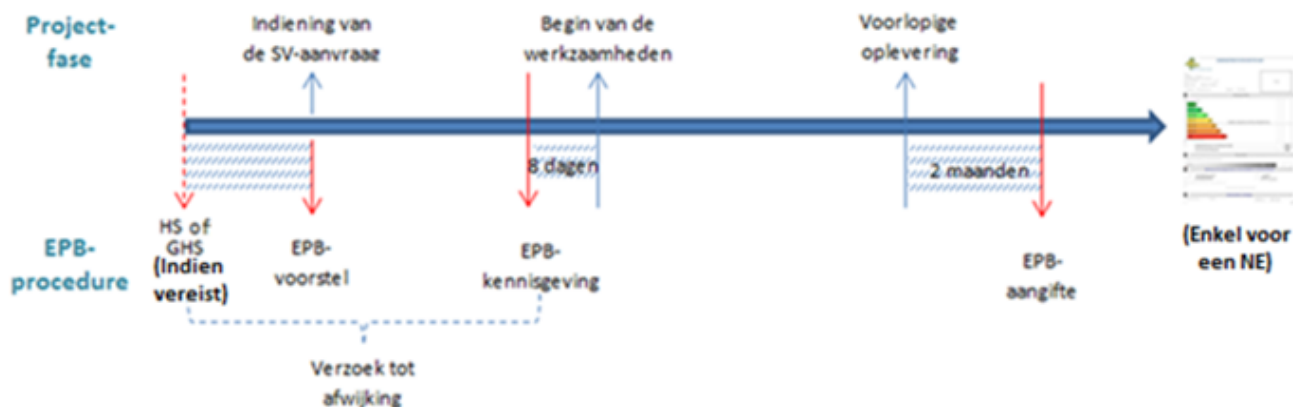 Project-
fase
Indiening van
de SV-aanvraag
Begin van de
werkzaamheden
Voorlopige
oplevering
8 dagen
2 maanden
EPB-
procedure
HS of
GHS
(Indien
vereist)
EPB-
voorstel
EPB-
kennisgeving
EPB-
aangifte
(Enkel voor
een NE)
Verzoek tot
afwijking